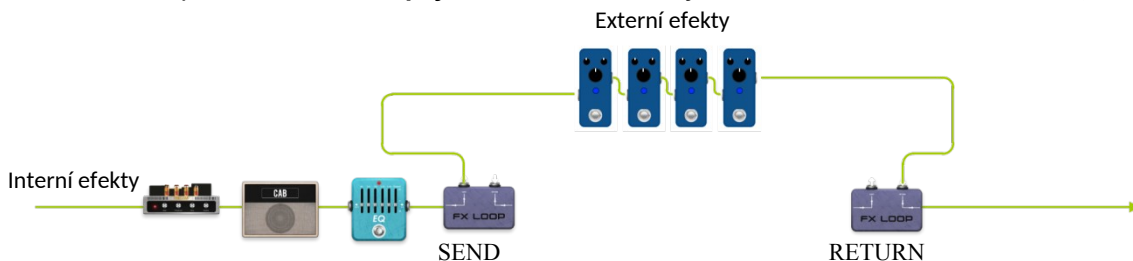 Externí efekty
Interní efekty
CAB
EQ
FX LOOP
FX LOOP
SEND
RETURN